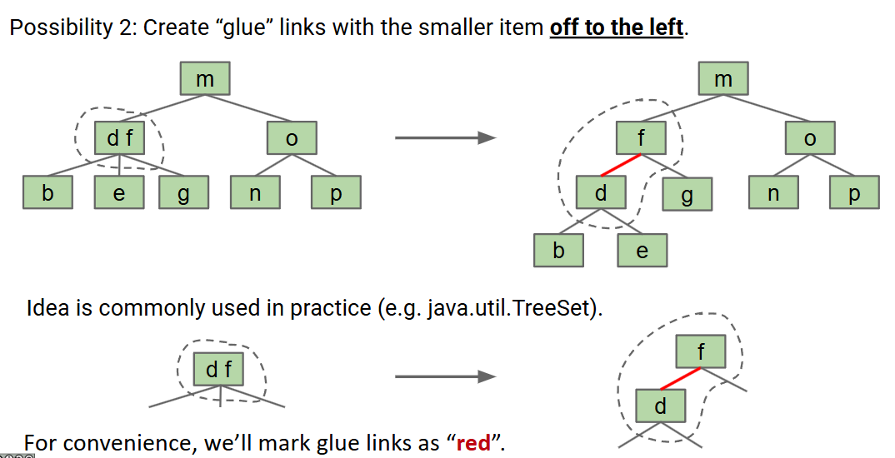 Possibility 2: Create “glue” links with the smaller item off to the left.
m
m
d f
o
f
o
b
e
g
n
p
d
g
n
p
b
e
Idea is commonly used in practice (e.g. java.util.TreeSet).
d f
f
d
For convenience, we’ll mark glue links as “red”.